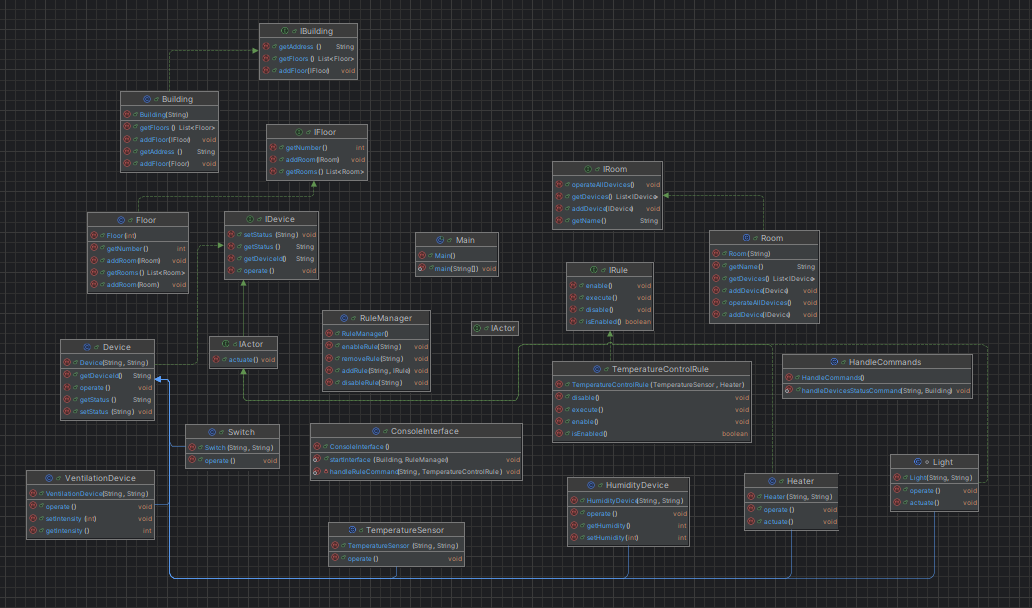 IBuilding
getAddress () String
getFloors () List<Floor>
addFloor(IFloor) void
Building
Building(String)
getFloors () List<Floor>
addFloor(IFloor) void
getAddress () String
addFloor(Floor) void
IFloor
getNumber() int
addRoom(IRoom) void
getRooms() List<Room>
IRoom
operateAllDevices() void
getDevices() List<IDevice>
addDevice(IDevice) void
getName() String
Floor
Floor(int)
getNumber() int
addRoom(IRoom) void
getRooms() List<Room>
addRoom(Room) void
IDevice
setStatus (String) void
getStatus () String
getDeviceId() String
operate() void
Main
Main()
main(String[]) void
Room
Room(String)
getName() String
getDevices() List<IDevice>
addDevice(Device) void
operateAllDevices() void
addDevice(IDevice) void
IRule
enable() void
execute() void
disable() void
isEnabled() boolean
RuleManager
RuleManager()
enableRule(String) void
removeRule(String) void
addRule(String, IRule) void
disableRule(String) void
IActor
IActor
actuate() void
Device
Device(String, String)
getDeviceId() String
operate() void
getStatus () String
setStatus (String) void
TemperatureControlRule
TemperatureControlRule(TemperatureSensor, Heater)
disable() void
execute() void
enable() void
isEnabled() boolean
HandleCommands
HandleCommands()
handleDevicesStatusCommand(String, Building) void
Switch
Switch(String, String)
operate() void
ConsoleInterface
ConsoleInterface()
startInterface (Building, RuleManager) void
handleRuleCommand(String, TemperatureControlRule) void
Light
Light(String, String)
operate() void
actuate() void
VentilationDevice
VentilationDevice(String, String)
operate() void
setIntensity (int) void
getIntensity () int
HumidityDevice
HumidityDevice(String, String)
operate() void
getHumidity() int
setHumidity(int) int
Heater
Heater(String, String)
operate() void
actuate() void
TemperatureSensor
TemperatureSensor (String, String)
operate() void